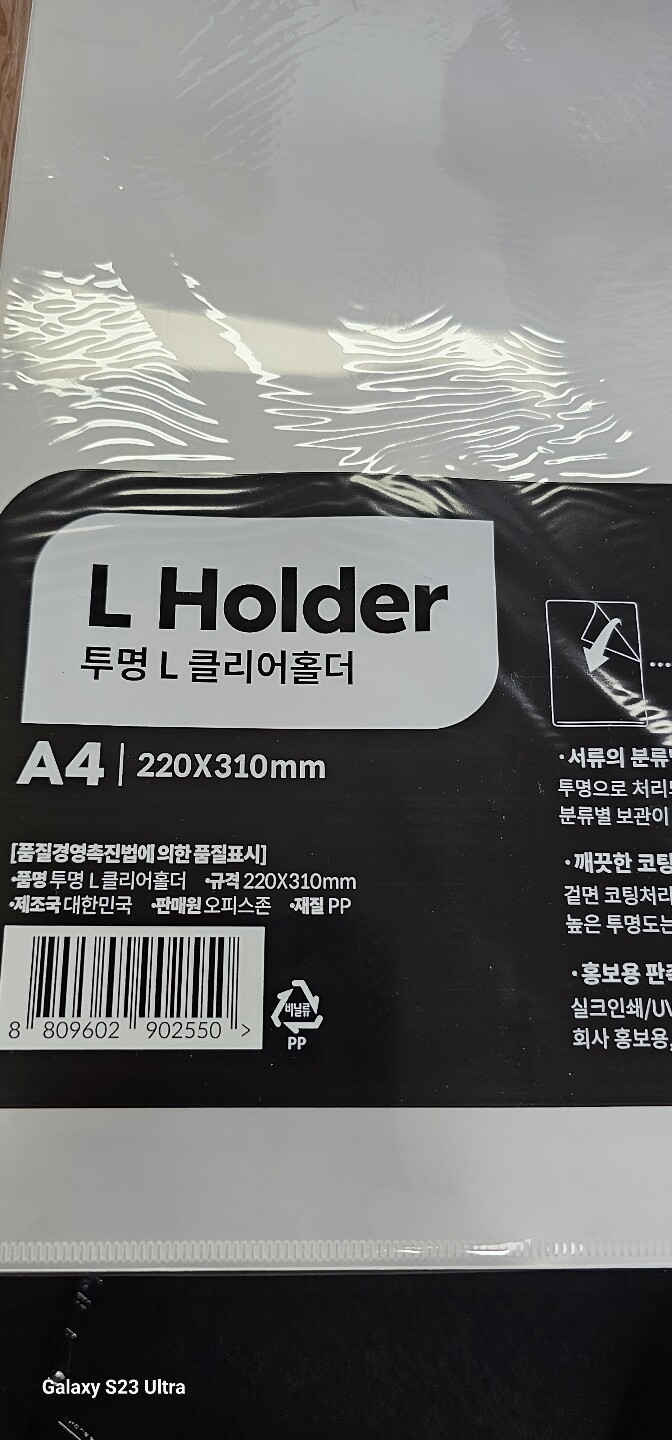 L Holder
투명 L 클리어홀더
A4 | 220X310mm
[품질경영촉진법에 의한 품질표시]
•품명 투명 L 클리어홀더 •규격 220X310mm
•제조국 대한민국 •판매원 오피스존 •재질 PP
8 809602 902550 >
비닐류
PP
•서류의 분류
투명으로 처리
분류별 보관이
•깨끗한 코팅
겉면 코팅처리
높은 투명도는
•홍보용 판촉
실크인쇄/UV
회사 홍보용,
Galaxy S23 Ultra